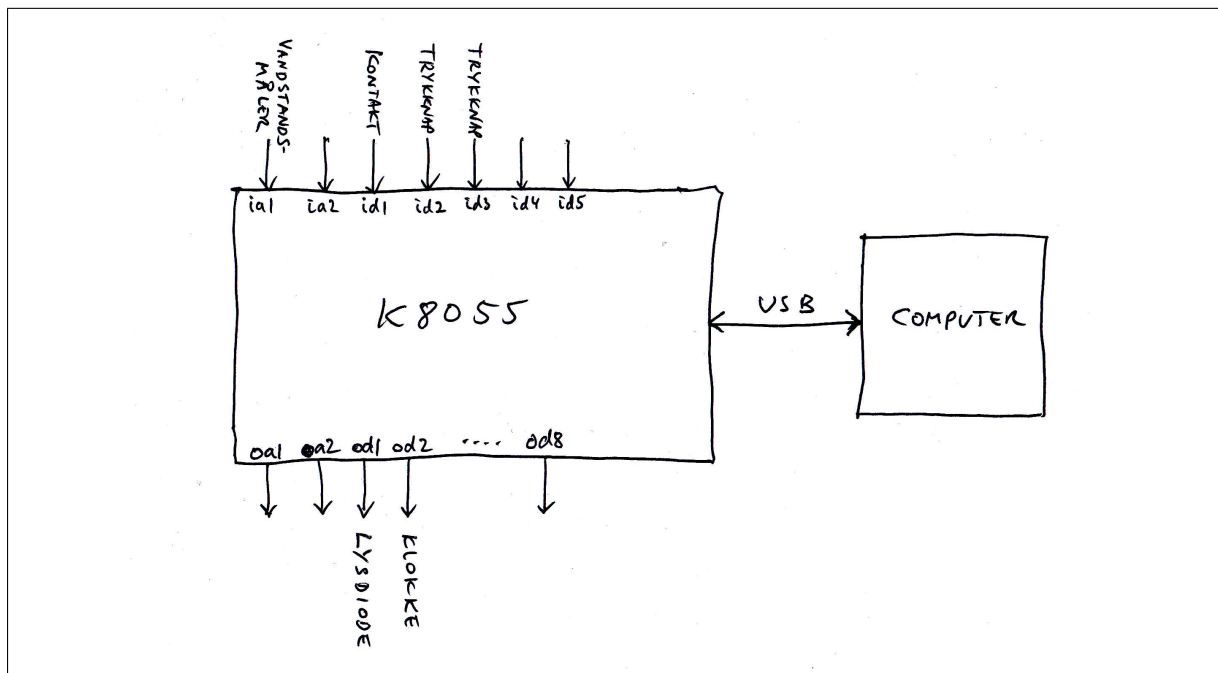 VANDSTANDS-
MÅLER
KONTAKT
TRYKKNAP
TRYKKNAP
ia1 ia2 id1 id2 id3 id4 id5
K8055
USB
COMPUTER
oa1 oa2 od1 od2 .... od8
LYSDIODE
KLOKKE